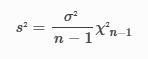 s² = σ²/(n − 1) χ²ₙ₋₁